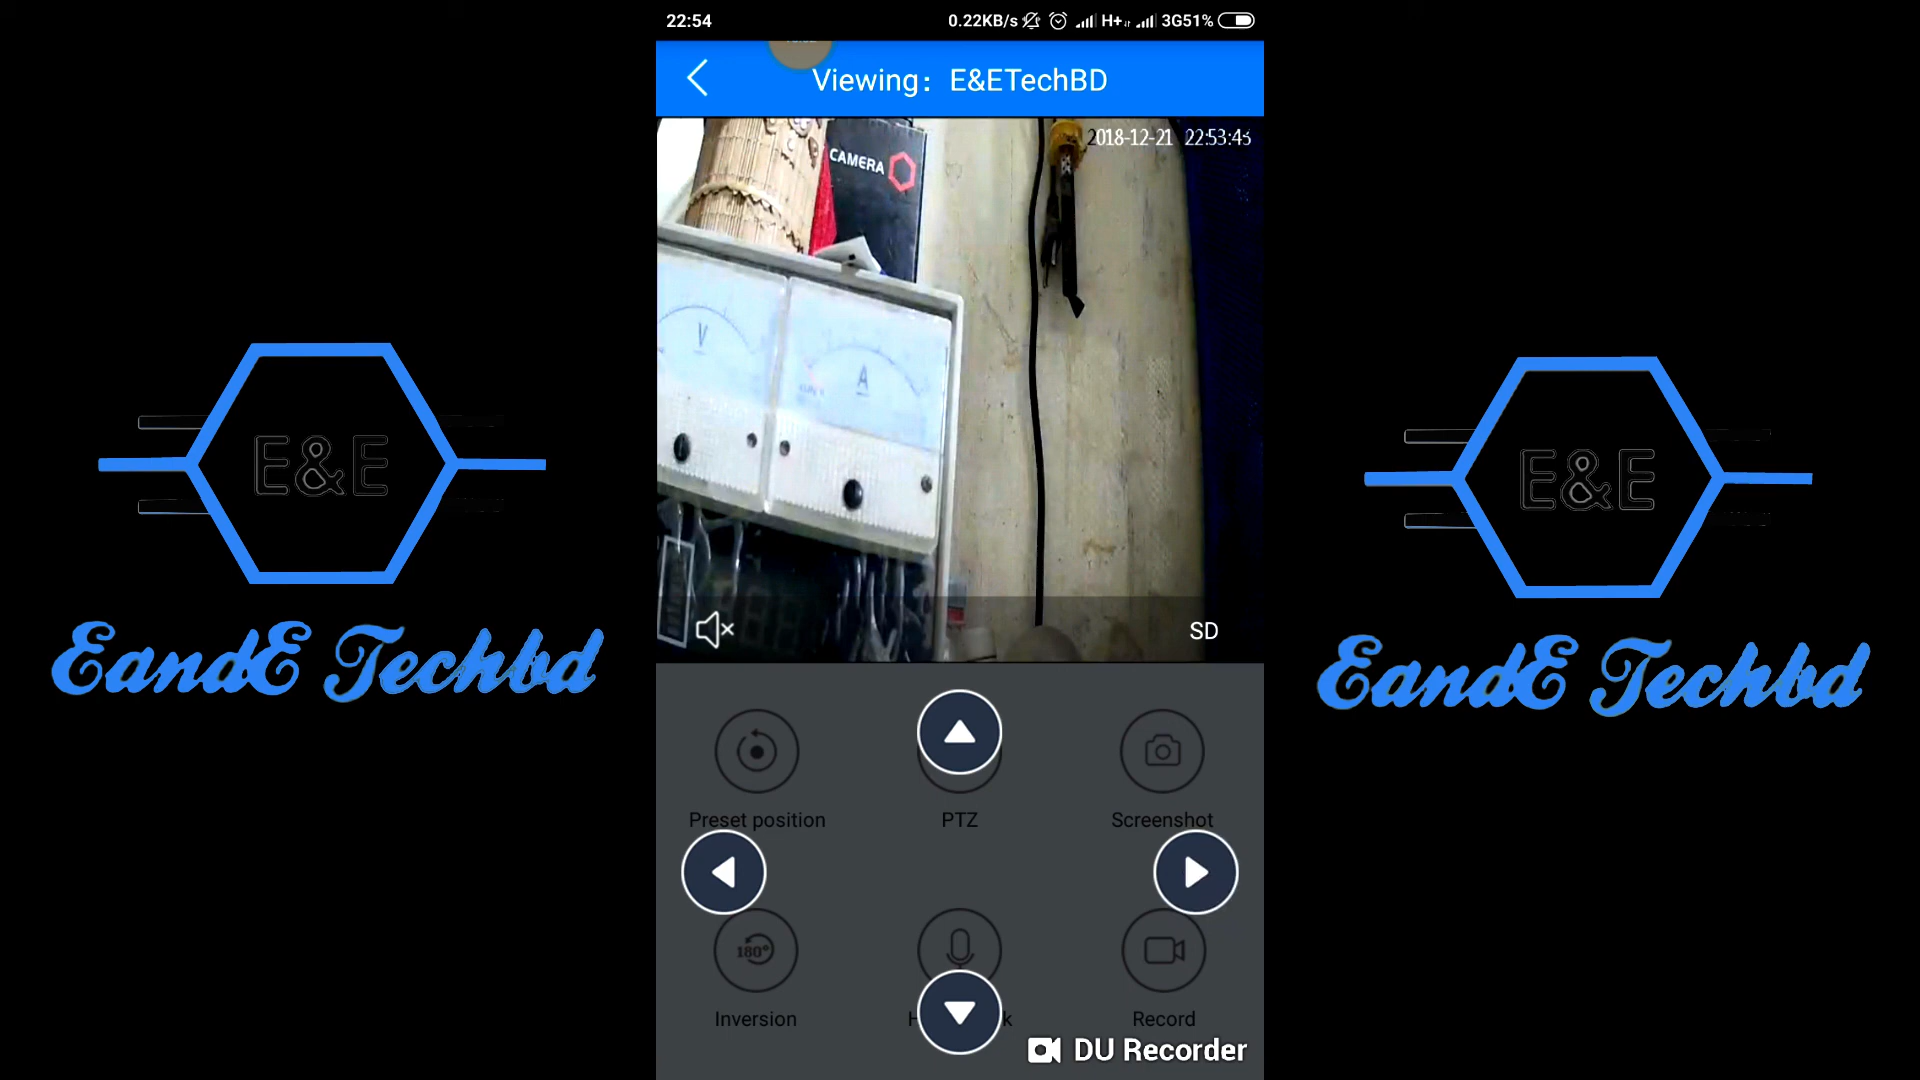 22:54
0.22KB/s H+ 3G51%
Viewing: E&ETechBD
2018-12-21 22:53:43
CAMERA
V
A
SD
E&E
EandE Techbd
E&E
EandE Techbd
Preset position
PTZ
Screenshot
180°
Inversion
Record
DU Recorder